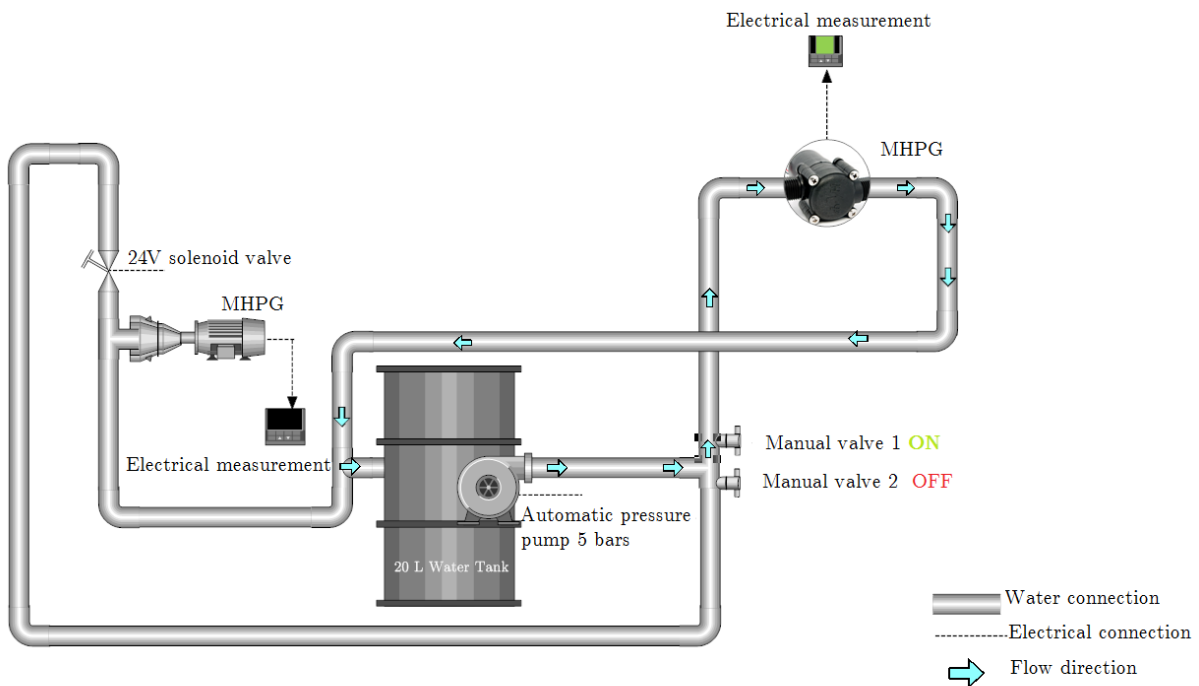 Electrical measurement
MHPG
24V solenoid valve
MHPG
Electrical measurement
Manual valve 1 ON
Manual valve 2 OFF
Automatic pressure
pump 5 bars
20 L Water Tank
Water connection
Electrical connection
Flow direction